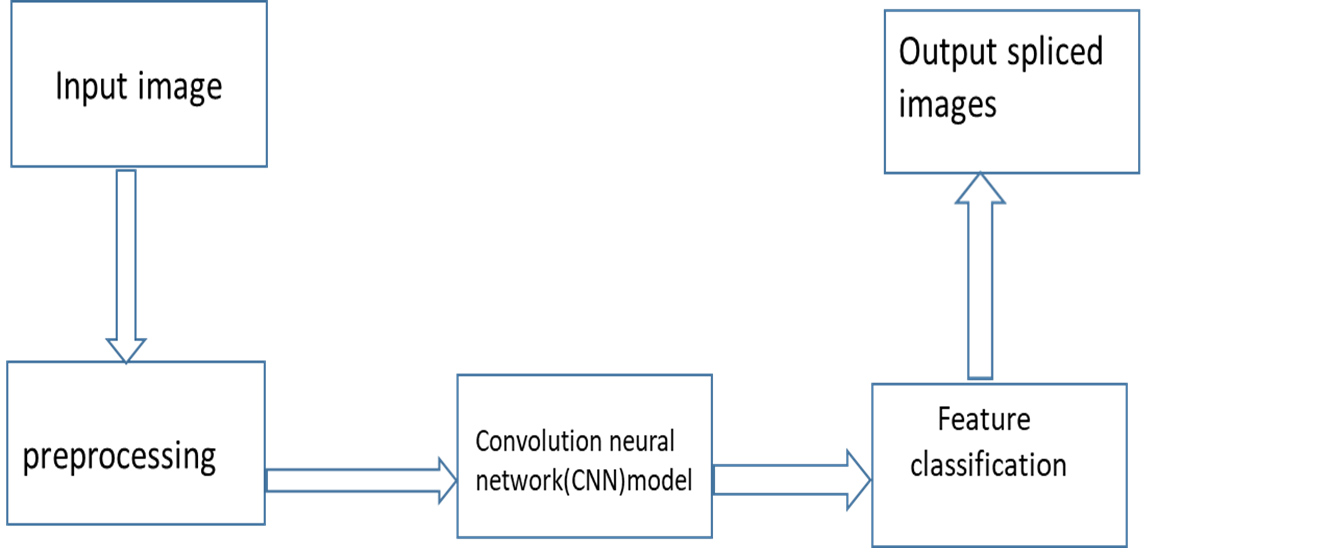 Input image
preprocessing
Convolution neural
network(CNN)model
Feature
classification
Output spliced
images